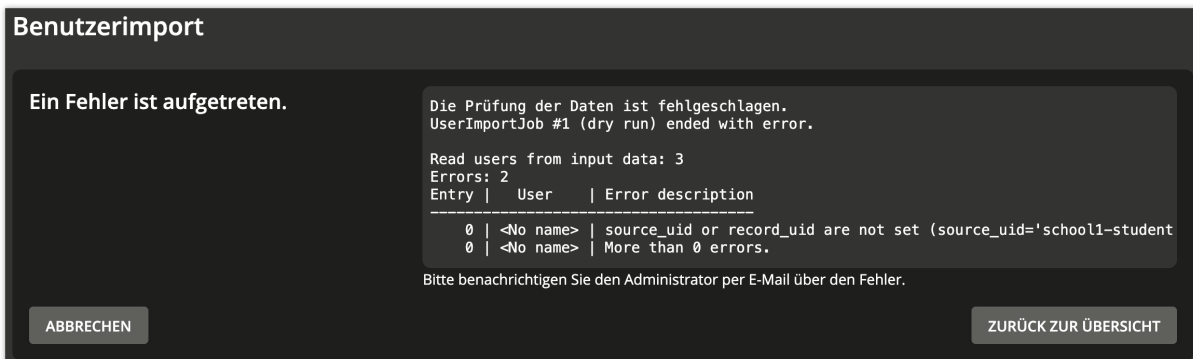 Benutzerimport
Ein Fehler ist aufgetreten.
Die Prüfung der Daten ist fehlgeschlagen.
UserImportJob #1 (dry run) ended with error.
Read users from input data: 3
Errors: 2
Entry | User | Error description
-------------------------------------
0 | <No name> | source_uid or record_uid are not set (source_uid='school1-student
0 | <No name> | More than 0 errors.
Bitte benachrichtigen Sie den Administrator per E-Mail über den Fehler.
ABBRECHEN
ZURÜCK ZUR ÜBERSICHT